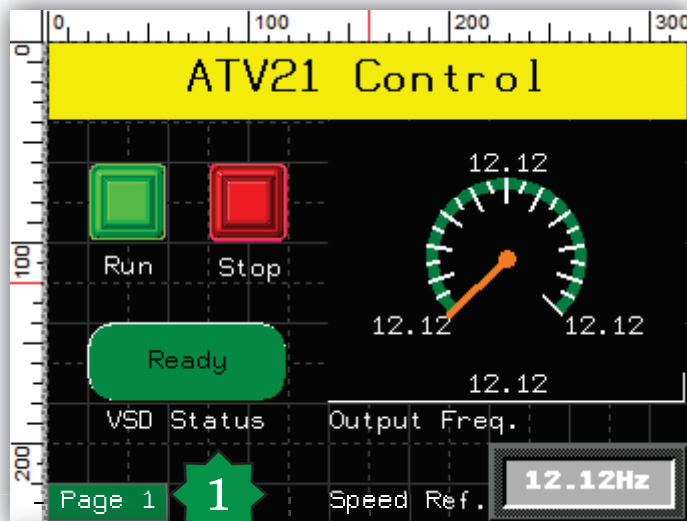 0 100 200 300
0
100
200
ATV21 Control
12.12
Run Stop
12.12 12.12
Ready
12.12
VSD Status Output Freq.
12.12Hz
Page 1 1 Speed Ref.